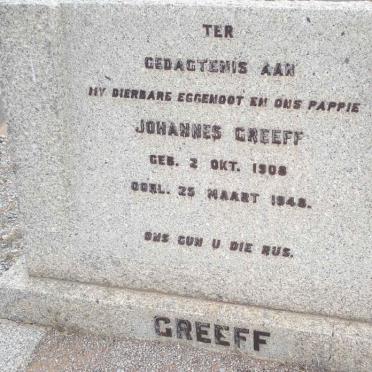 TER
GEDAGTENIS AAN
MY DIERBARE EGGENOOT EN ONS PAPPIE
JOHANNES GREEFF
GEB. 2 OKT. 1908
OORL. 25 MAART 1948.
ONS GUN U DIE RUS.
GREEFF